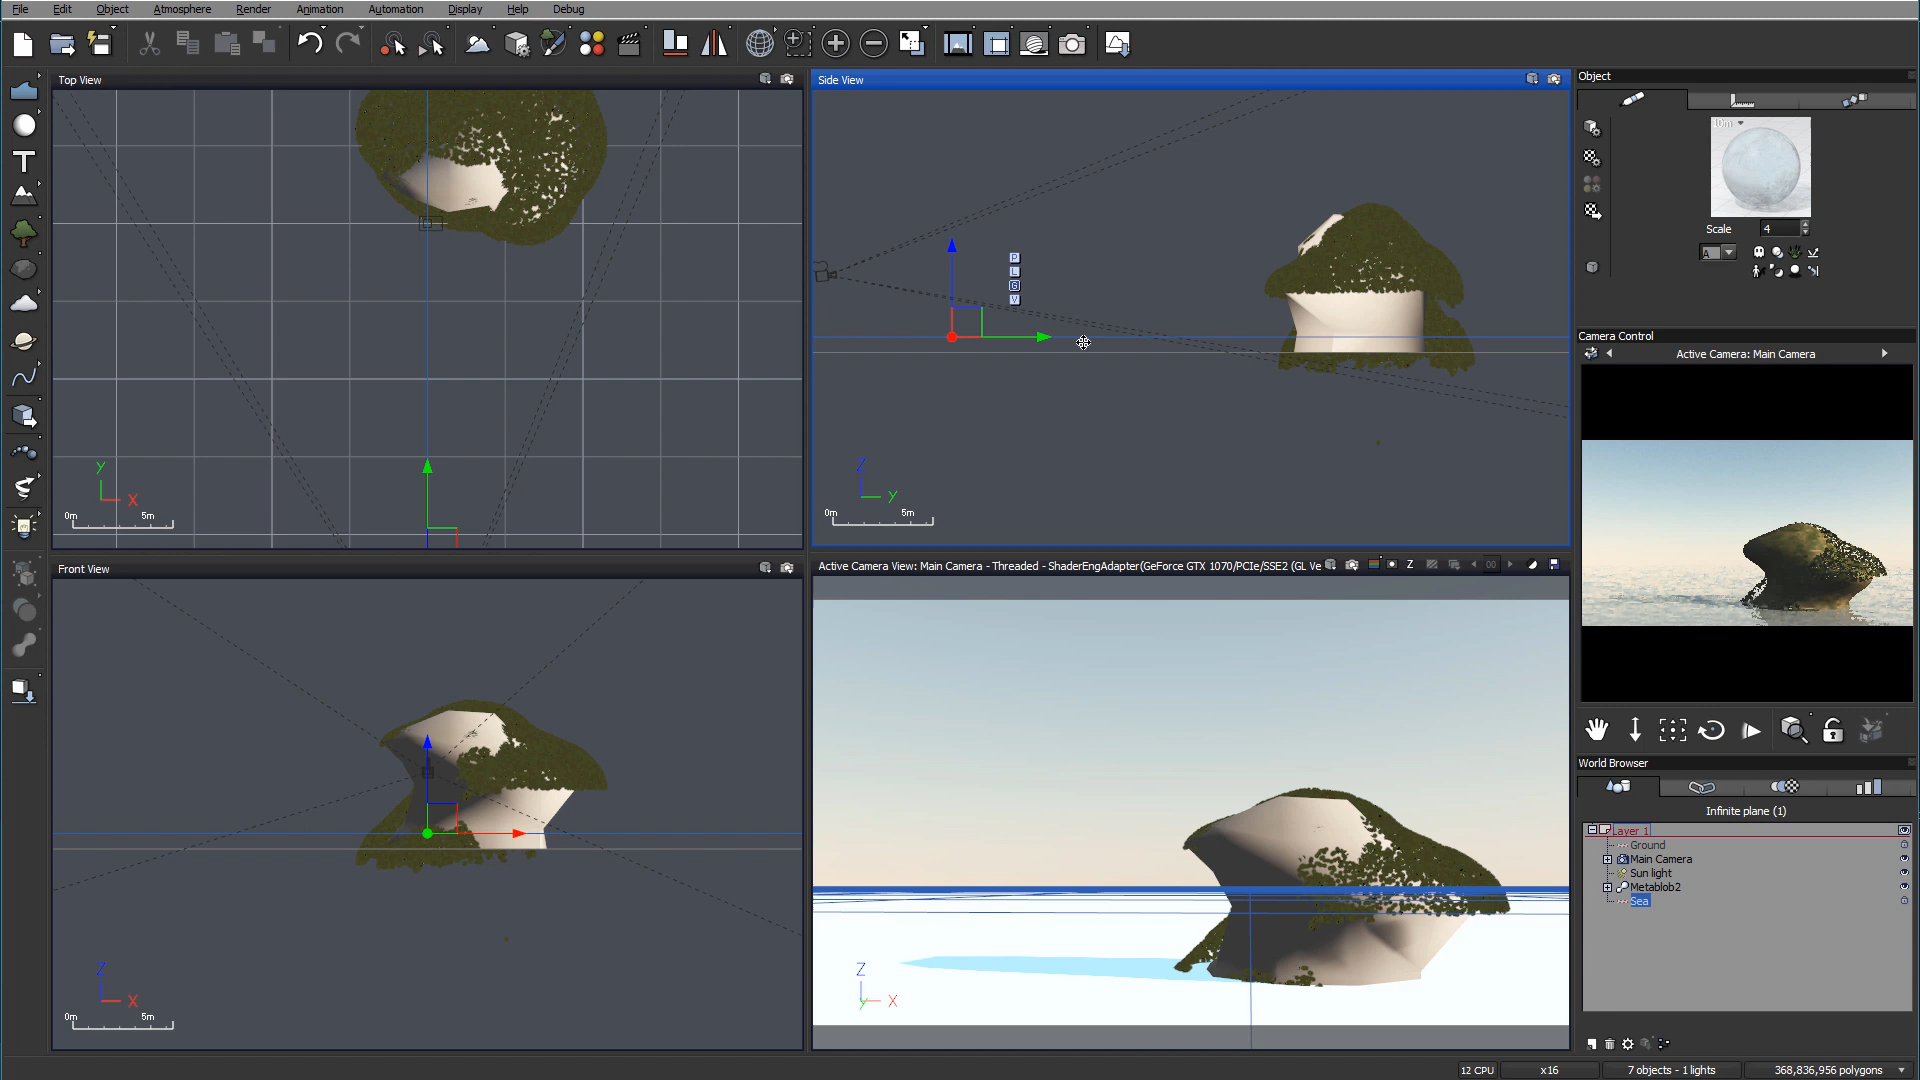 File Edit Object Atmosphere Render Animation Automation Display Help Debug
Top View
Side View
Object
10m
Scale 4
A
P
L
G
V
Y
X
0m 5m
Z
Y
0m 5m
Camera Control
Active Camera: Main Camera
Front View
Active Camera View: Main Camera - Threaded - ShaderEngAdapter(GeForce GTX 1070/PCIe/SSE2 (GL Ve
Z
00
Z
X
0m 5m
Z
Y
X
World Browser
Infinite plane (1)
Layer 1
Ground
Main Camera
Sun light
Metablob2
Sea
12 CPU x16 7 objects - 1 lights 368,836,956 polygons